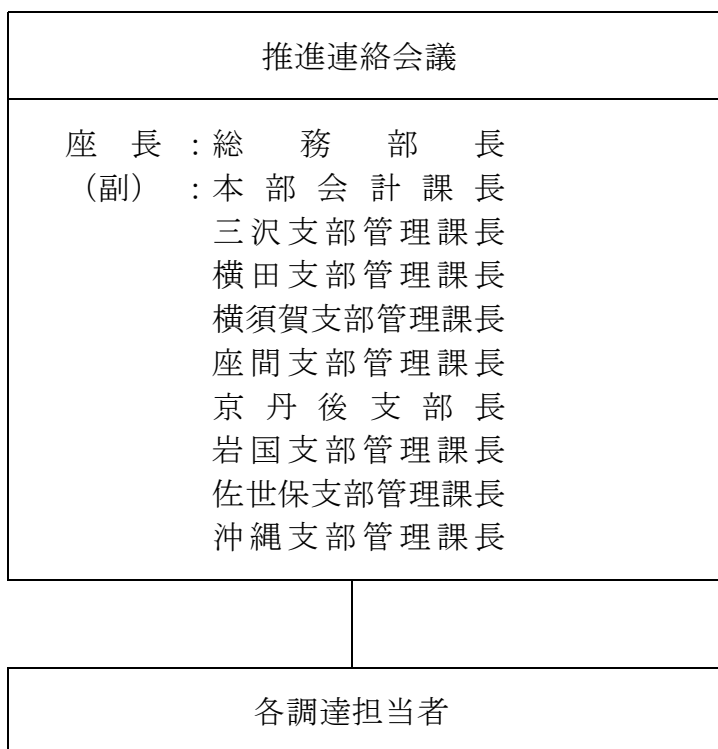 推進連絡会議
座長：総務部長
（副）：本部会計課長
三沢支部管理課長
横田支部管理課長
横須賀支部管理課長
座間支部管理課長
京丹後支部長
岩国支部管理課長
佐世保支部管理課長
沖縄支部管理課長
各調達担当者